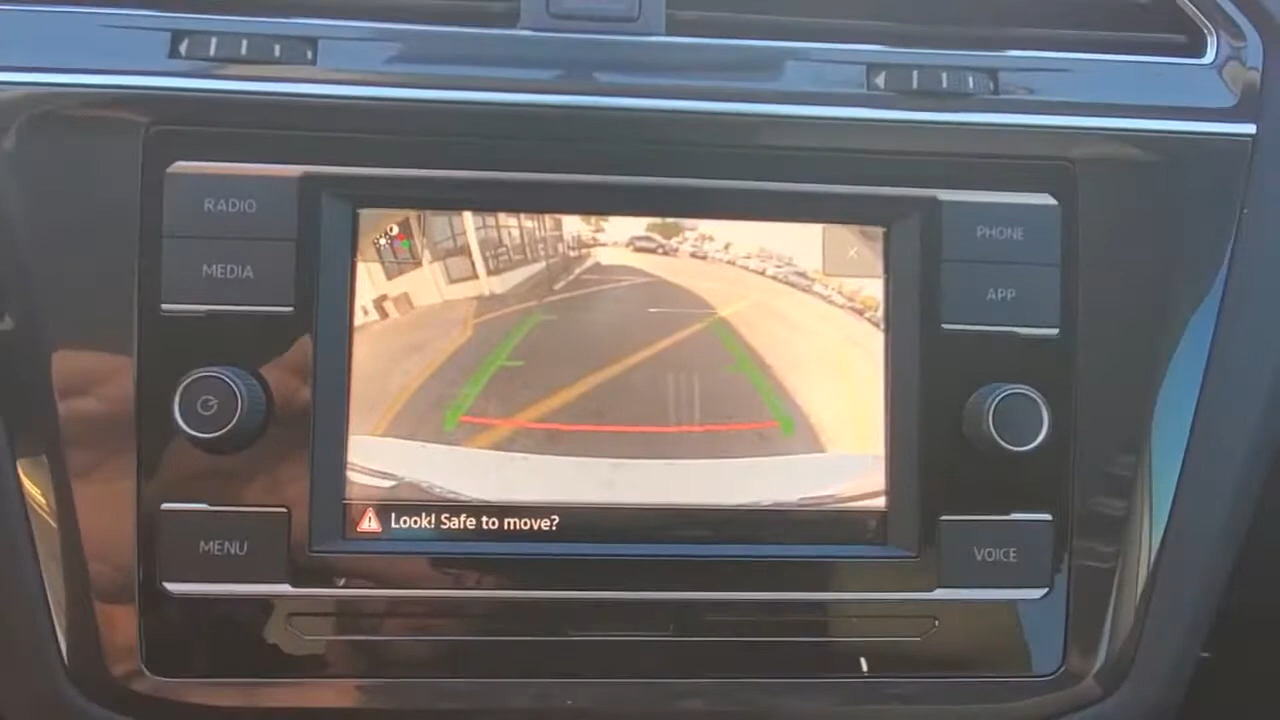 RADIO
PHONE
MEDIA
APP
Look! Safe to move?
MENU
VOICE